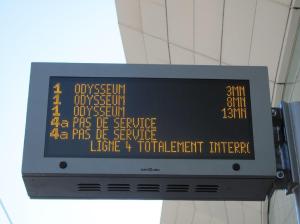 1 ODYSSEUM 3MN
1 ODYSSEUM 8MN
1 ODYSSEUM 13MN
4a PAS DE SERVICE
4a PAS DE SERVICE
LIGNE 4 TOTALEMENT INTERR(